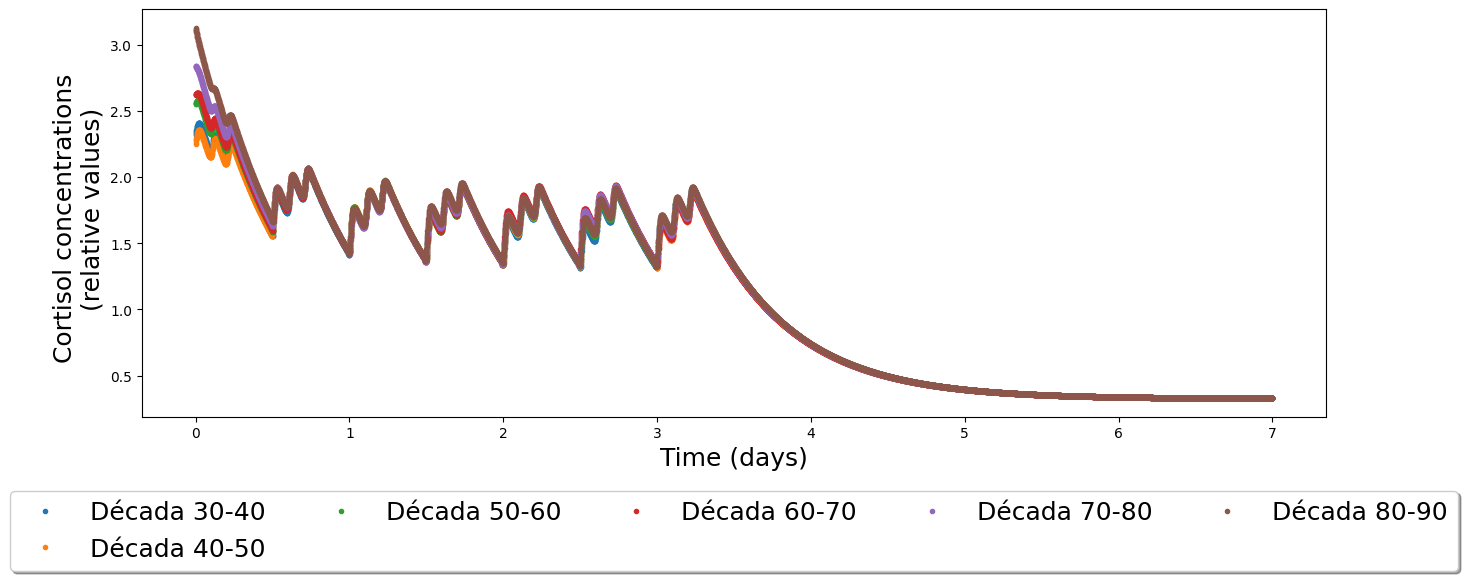 3.0
2.5
2.0
1.5
1.0
0.5
Cortisol concentrations
(relative values)
0 1 2 3 4 5 6 7
Time (days)
Década 30-40 Década 50-60 Década 60-70 Década 70-80 Década 80-90
Década 40-50